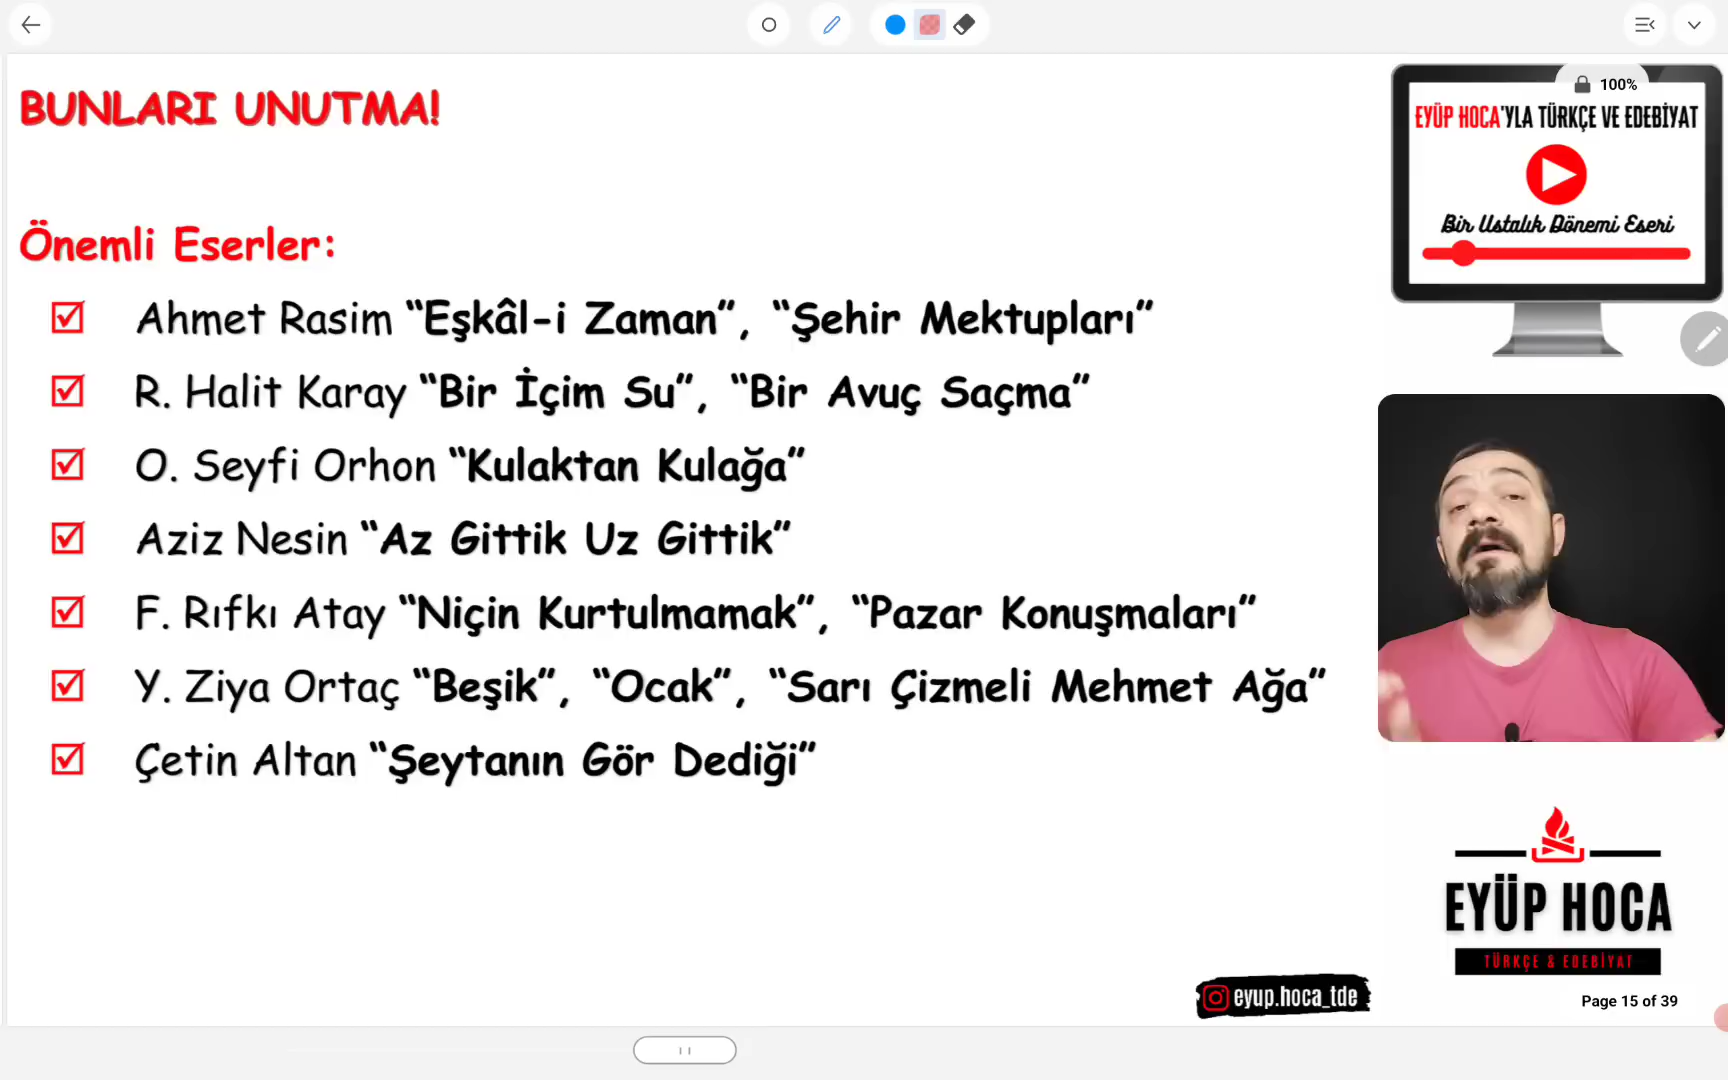 BUNLARI UNUTMA!
Önemli Eserler:
Ahmet Rasim “Eşkâl-i Zaman”, “Şehir Mektupları”
R. Halit Karay “Bir İçim Su”, “Bir Avuç Saçma”
O. Seyfi Orhon “Kulaktan Kulağa”
Aziz Nesin “Az Gittik Uz Gittik”
F. Rıfkı Atay “Niçin Kurtulmamak”, “Pazar Konuşmaları”
Y. Ziya Ortaç “Beşik”, “Ocak”, “Sarı Çizmeli Mehmet Ağa”
Çetin Altan “Şeytanın Gör Dediği”
100%
EYÜP HOCA'YLA TÜRKÇE VE EDEBİYAT
Bir Ustalık Dönemi Eseri
EYÜP HOCA
TÜRKÇE & EDEBİYAT
eyup.hoca_tde
Page 15 of 39